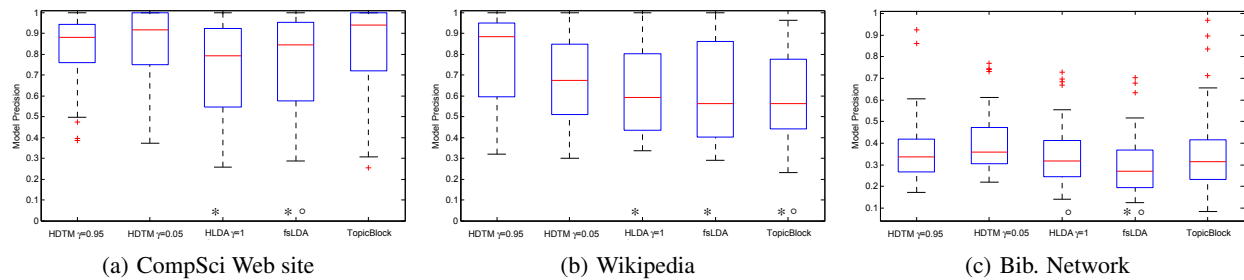 1
0.9
0.8
0.7
0.6
0.5
0.4
0.3
0.2
0.1
0
Model Precision
* * ○
HDTM γ=0.95 HDTM γ=0.05 HLDA γ=1 fsLDA TopicBlock
(a) CompSci Web site
1
0.9
0.8
0.7
0.6
0.5
0.4
0.3
0.2
0.1
0
Model Precision
* * * ○
HDTM γ=0.95 HDTM γ=0.05 HLDA γ=1 fsLDA TopicBlock
(b) Wikipedia
1
0.9
0.8
0.7
0.6
0.5
0.4
0.3
0.2
0.1
Model Precision
○ * ○
HDTM γ=0.95 HDTM γ=0.05 HLDA γ=1 fsLDA TopicBlock
(c) Bib. Network